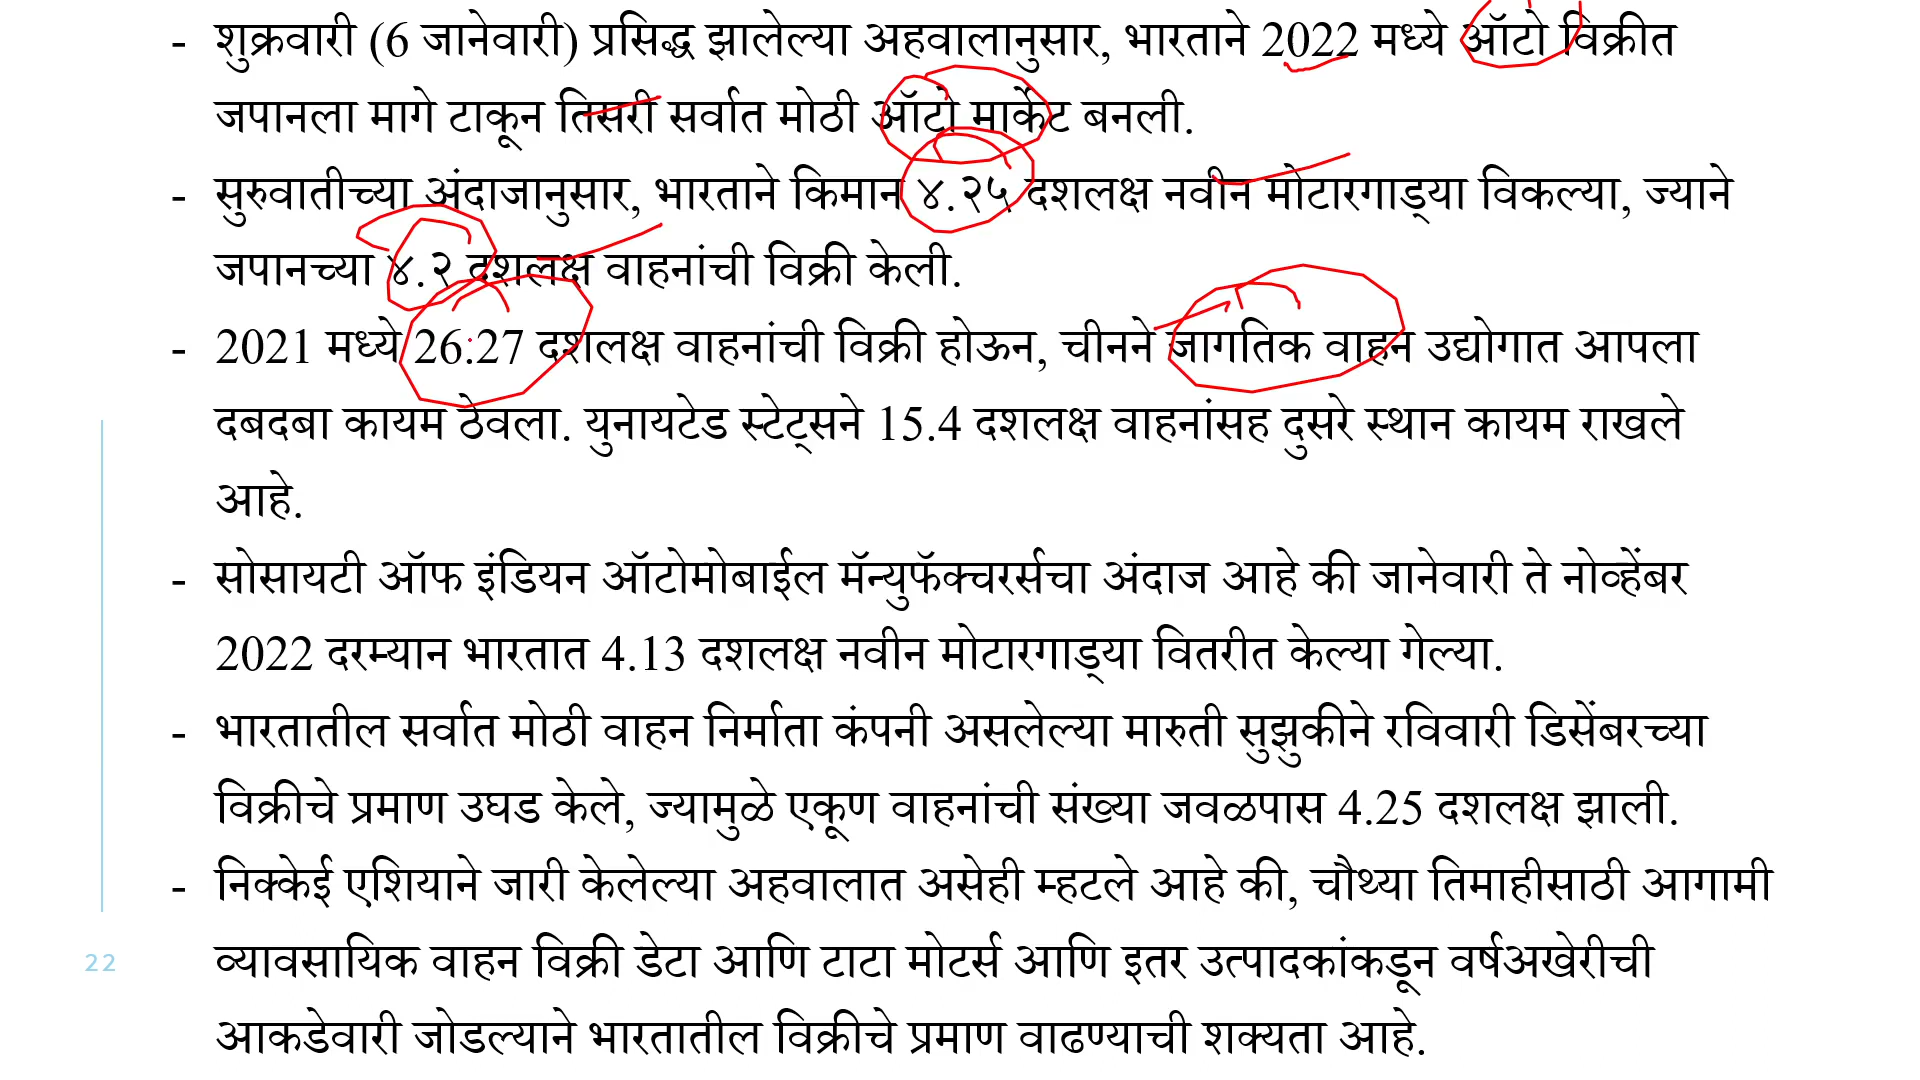 - शुक्रवारी (6 जानेवारी) प्रसिद्ध झालेल्या अहवालानुसार, भारताने 2022 मध्ये ऑटो विक्रीत
जपानला मागे टाकून तिसरी सर्वात मोठी ऑटो मार्केट बनली.
- सुरुवातीच्या अंदाजानुसार, भारताने किमान ४.२५ दशलक्ष नवीन मोटारगाड्या विकल्या, ज्याने
जपानच्या ४.२ दशलक्ष वाहनांची विक्री केली.
- 2021 मध्ये 26:27 दशलक्ष वाहनांची विक्री होऊन, चीनने जागतिक वाहन उद्योगात आपला
दबदबा कायम ठेवला. युनायटेड स्टेट्सने 15.4 दशलक्ष वाहनांसह दुसरे स्थान कायम राखले
आहे.
- सोसायटी ऑफ इंडियन ऑटोमोबाईल मॅन्युफॅक्चरर्सचा अंदाज आहे की जानेवारी ते नोव्हेंबर
2022 दरम्यान भारतात 4.13 दशलक्ष नवीन मोटारगाड्या वितरीत केल्या गेल्या.
- भारतातील सर्वात मोठी वाहन निर्माता कंपनी असलेल्या मारुती सुझुकीने रविवारी डिसेंबरच्या
विक्रीचे प्रमाण उघड केले, ज्यामुळे एकूण वाहनांची संख्या जवळपास 4.25 दशलक्ष झाली.
- निक्केई एशियाने जारी केलेल्या अहवालात असेही म्हटले आहे की, चौथ्या तिमाहीसाठी आगामी
व्यावसायिक वाहन विक्री डेटा आणि टाटा मोटर्स आणि इतर उत्पादकांकडून वर्षअखेरीची
आकडेवारी जोडल्याने भारतातील विक्रीचे प्रमाण वाढण्याची शक्यता आहे.
22